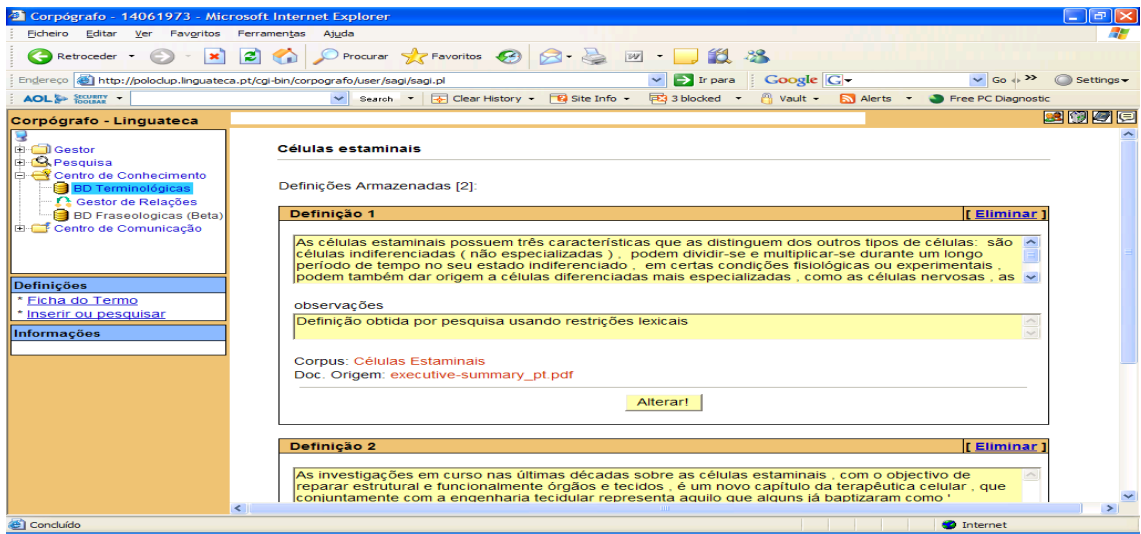 Corpógrafo - 14061973 - Microsoft Internet Explorer
Ficheiro Editar Ver Favoritos Ferramentas Ajuda
Retroceder Procurar Favoritos
Endereço http://poloclup.linguateca.pt/cgi-bin/corpografo/user/sagi/sagi.pl Ir para Google G Go Settings
AOL SECURITY TOOLBAR Search Clear History Site Info 3 blocked Vault Alerts Free PC Diagnostic
Corpógrafo - Linguateca
Gestor
Pesquisa
Centro de Conhecimento
BD Terminológicas
Gestor de Relações
BD Fraseologicas (Beta)
Centro de Comunicação
Definições
* Ficha do Termo
* Inserir ou pesquisar
Informações
Células estaminais
Definições Armazenadas [2]:
Definição 1 [ Eliminar ]
As células estaminais possuem três características que as distinguem dos outros tipos de células: são
células indiferenciadas ( não especializadas ) , podem dividir-se e multiplicar-se durante um longo
período de tempo no seu estado indiferenciado , em certas condições fisiológicas ou experimentais ,
podem também dar origem a células diferenciadas mais especializadas , como as células nervosas , as
observações
Definição obtida por pesquisa usando restrições lexicais
Corpus: Células Estaminais
Doc. Origem: executive-summary_pt.pdf
Alterar!
Definição 2 [ Eliminar ]
As investigações em curso nas últimas décadas sobre as células estaminais , com o objectivo de
reparar estrutural e funcionalmente órgãos e tecidos , é um novo capítulo da terapêutica celular , que
conjuntamente com a engenharia tecidular representa aquilo que alguns já baptizaram como '
Concluído Internet